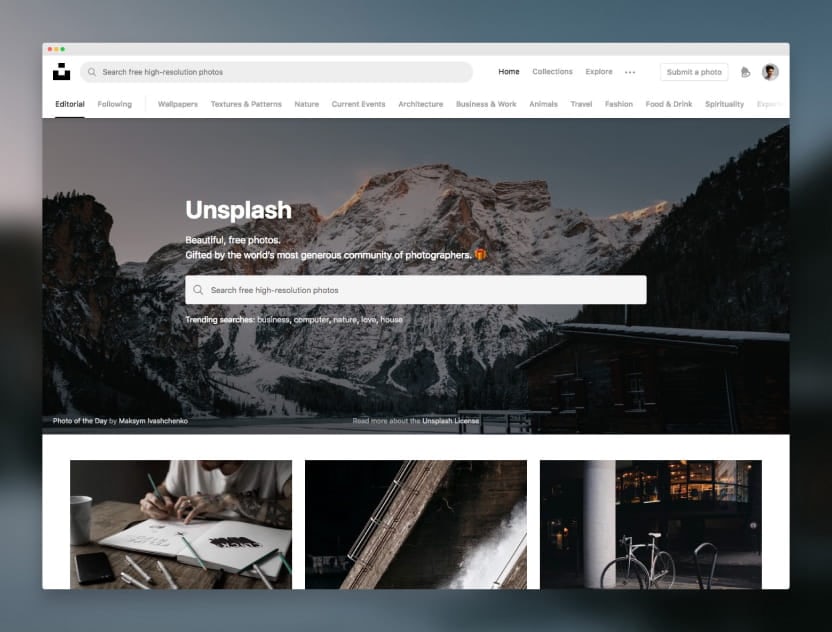 Search free high-resolution photos
Home Collections Explore ··· Submit a photo
Editorial Following Wallpapers Textures & Patterns Nature Current Events Architecture Business & Work Animals Travel Fashion Food & Drink Spirituality
Unsplash
Beautiful, free photos.
Gifted by the world's most generous community of photographers. 🎁
Search free high-resolution photos
Trending searches: business, computer, nature, love, house
Photo of the Day by Maksym Ivashchenko
Read more about the Unsplash License